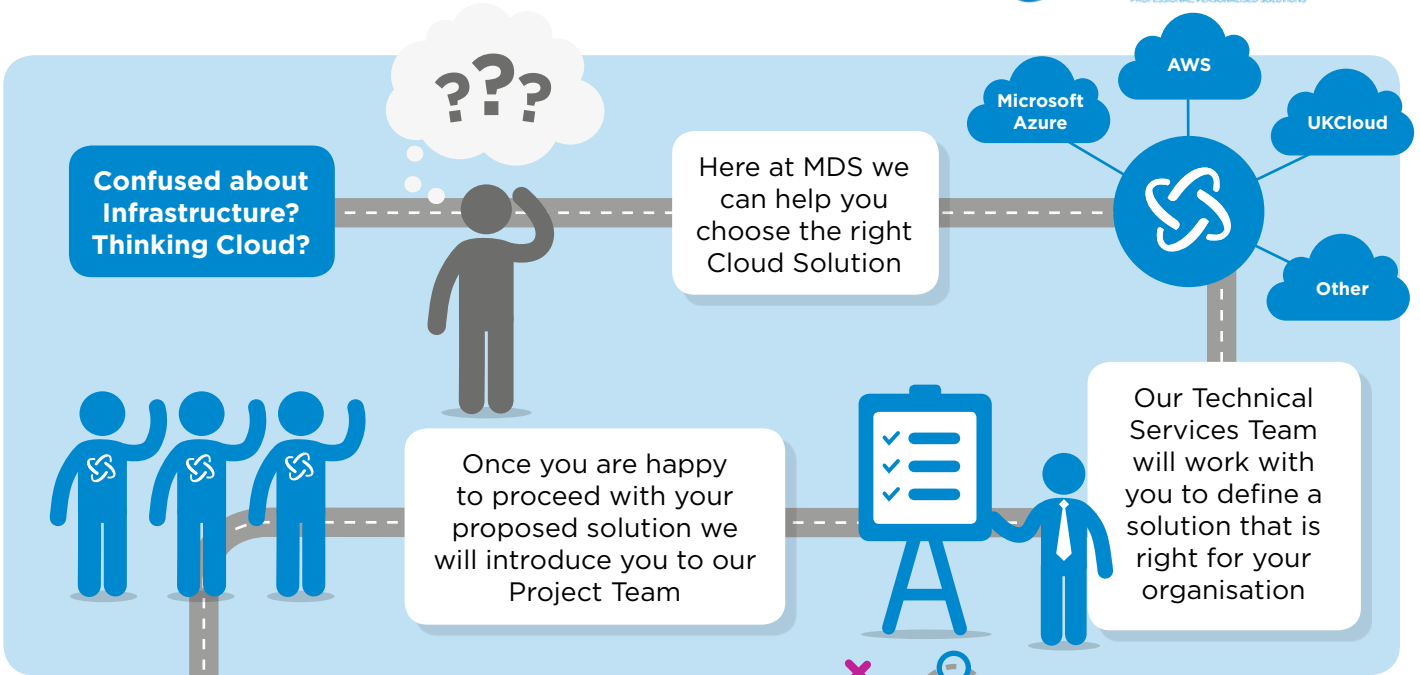 PROFESSIONAL PERSONALISED SOLUTIONS
???
Confused about
Infrastructure?
Thinking Cloud?
Here at MDS we
can help you
choose the right
Cloud Solution
Microsoft
Azure
AWS
UKCloud
Other
Our Technical
Services Team
will work with
you to define a
solution that is
right for your
organisation
Once you are happy
to proceed with your
proposed solution we
will introduce you to our
Project Team